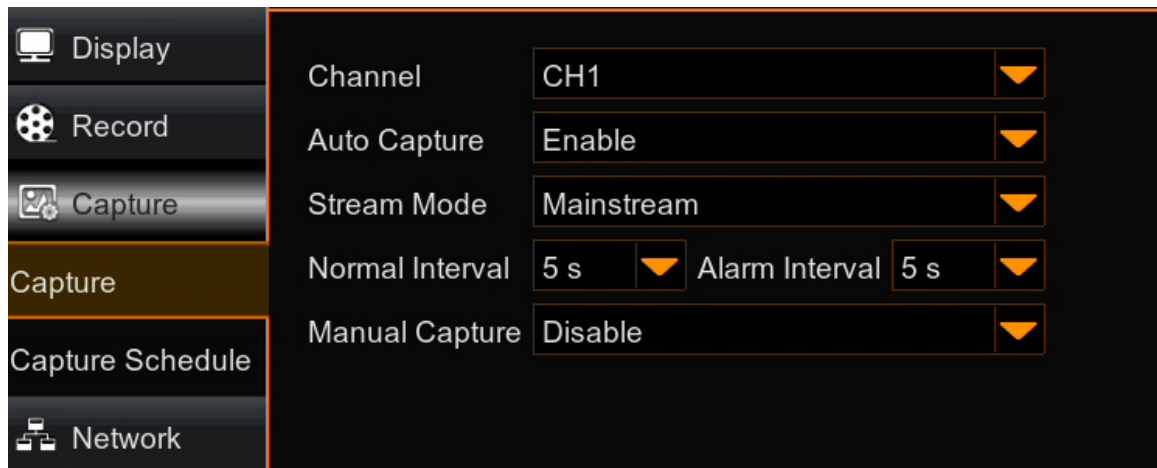 Display
Record
Capture
Capture
Capture Schedule
Network
Channel CH1
Auto Capture Enable
Stream Mode Mainstream
Normal Interval 5 s Alarm Interval 5 s
Manual Capture Disable